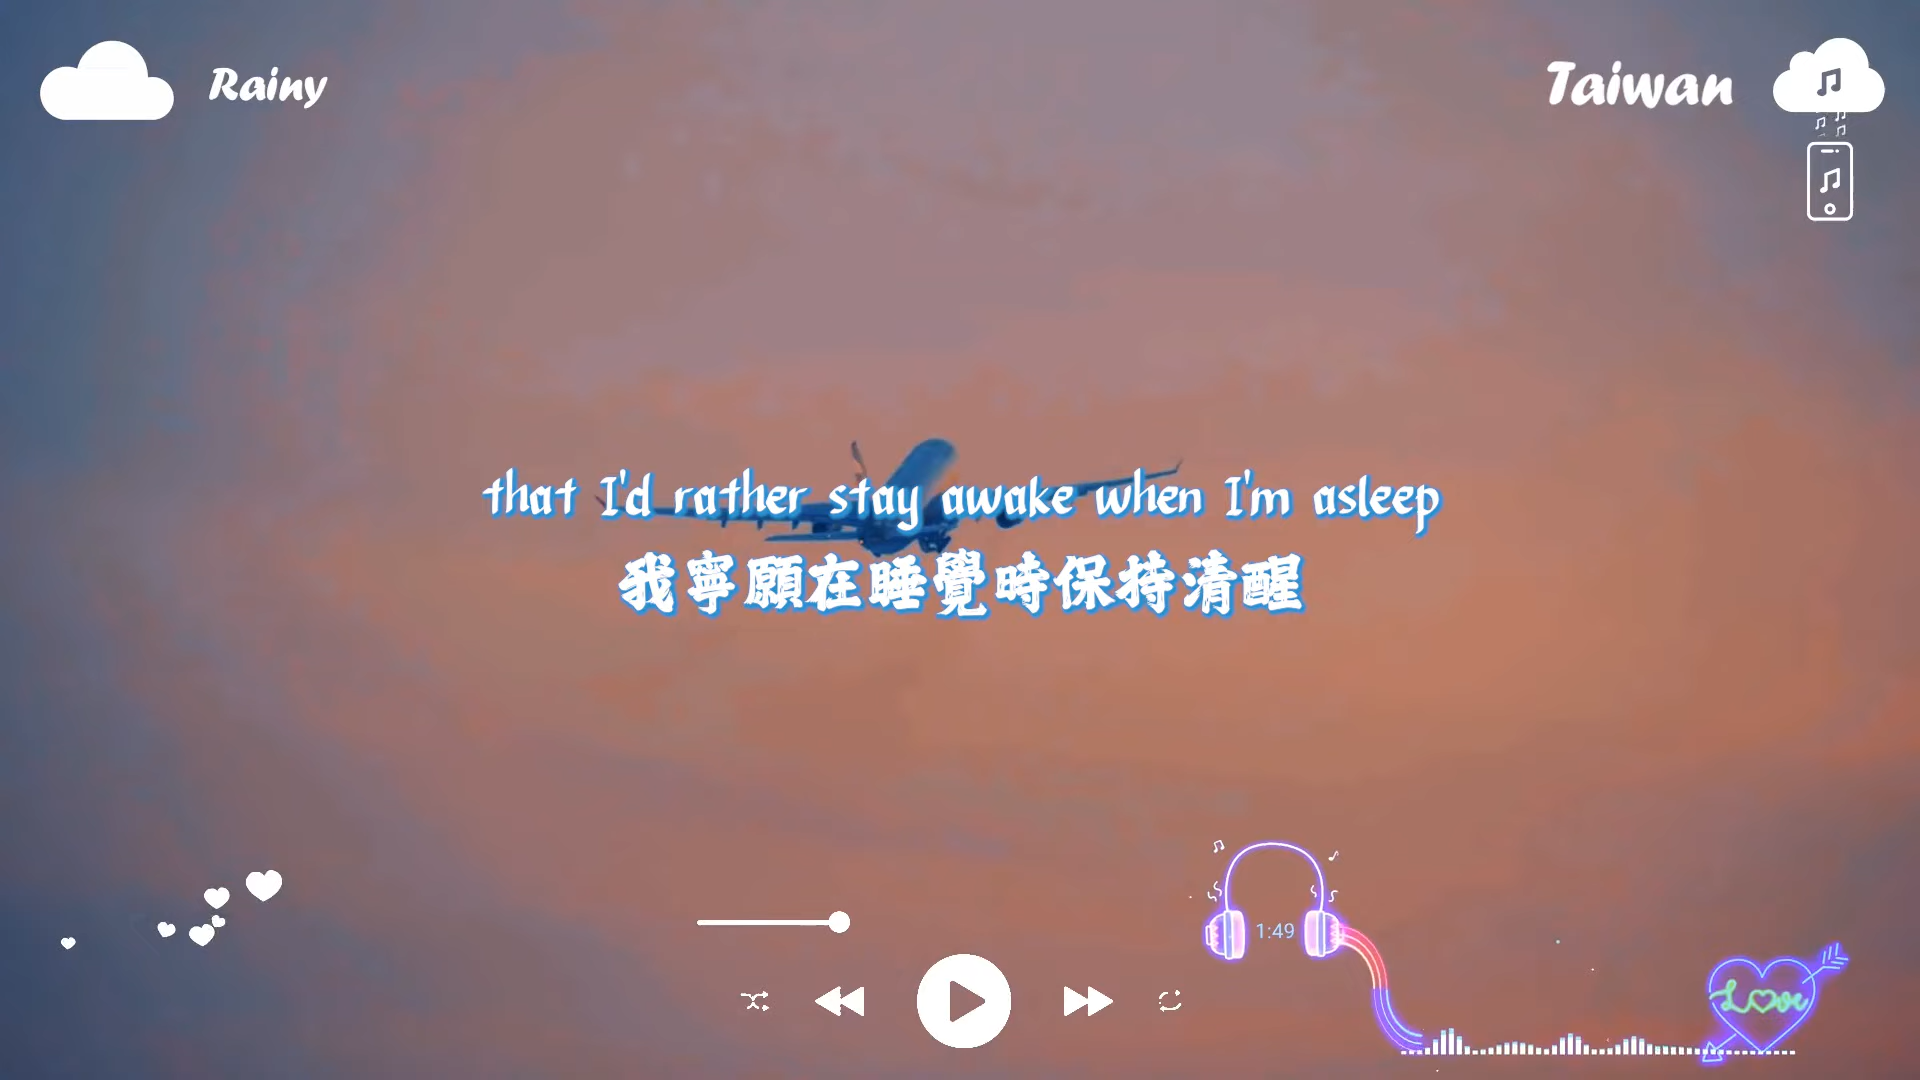 Rainy
Taiwan
that I'd rather stay awake when I'm asleep
我寧願在睡覺時保持清醒
1:49
Love